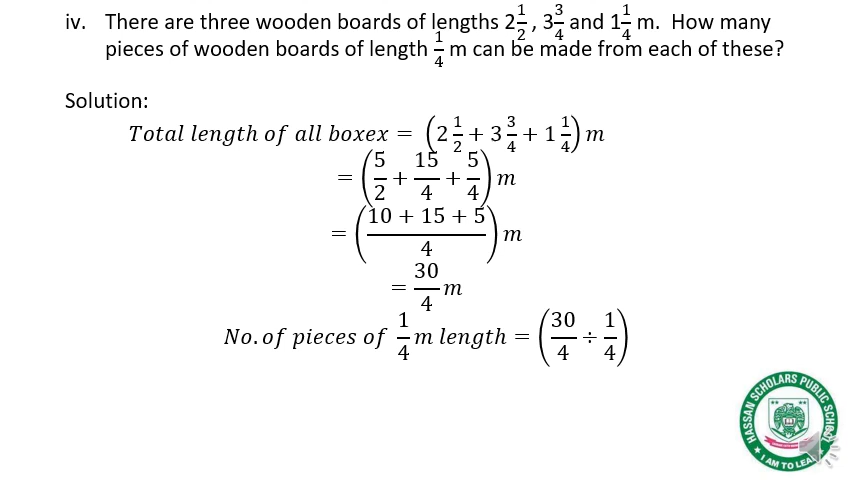 iv. There are three wooden boards of lengths 2 1/2 , 3 3/4 and 1 1/4 m. How many
pieces of wooden boards of length 1/4 m can be made from each of these?
Solution:
Total length of all boxex = (2 1/2 + 3 3/4 + 1 1/4) m
= (5/2 + 15/4 + 5/4) m
= ((10 + 15 + 5)/4) m
= 30/4 m
No. of pieces of 1/4 m length = (30/4 ÷ 1/4)
HASSAN SCHOLARS PUBLIC SCHOOL
I AM TO LEA